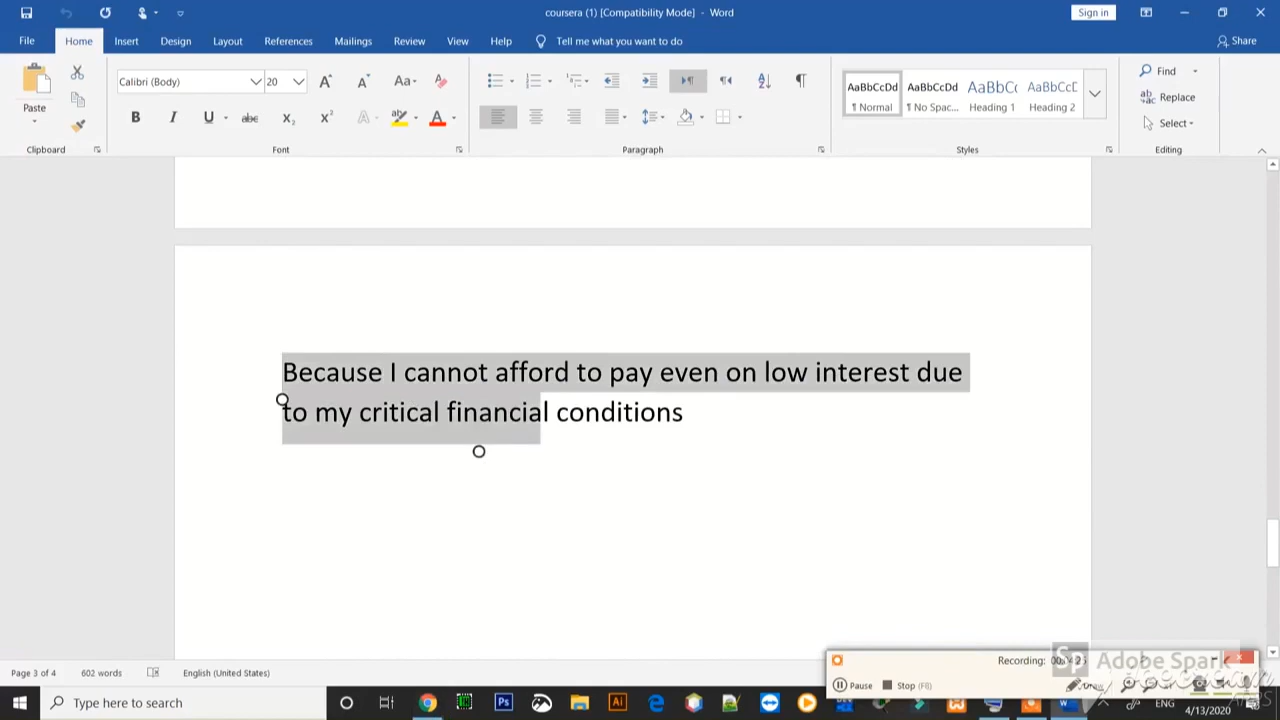 coursera (1) [Compatibility Mode] - Word
Sign in
File Home Insert Design Layout References Mailings Review View Help Tell me what you want to do Share
Calibri (Body) 20
Paste
Clipboard Font Paragraph Styles Editing
AaBbCcDd AaBbCcDd AaBbCc AaBbCcD
¶ Normal ¶ No Spac... Heading 1 Heading 2
Find
Replace
Select
Because I cannot afford to pay even on low interest due
to my critical financial conditions
Page 3 of 4 602 words English (United States)
Recording:
Adobe Spark
Pause Stop (F8) Draw
Type here to search
ENG
4/13/2020